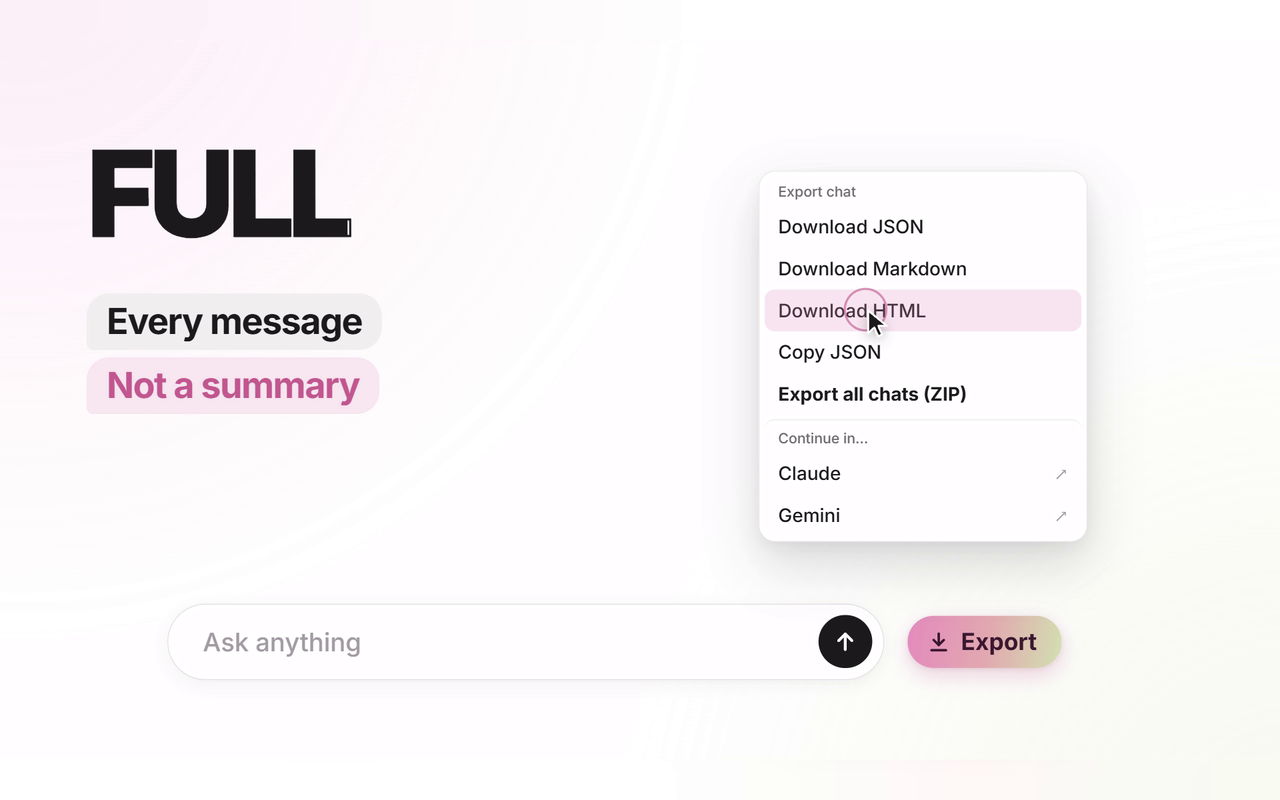 FULL
Every message
Not a summary
Export chat
Download JSON
Download Markdown
Download HTML
Copy JSON
Export all chats (ZIP)
Continue in...
Claude ↗
Gemini ↗
Ask anything
Export